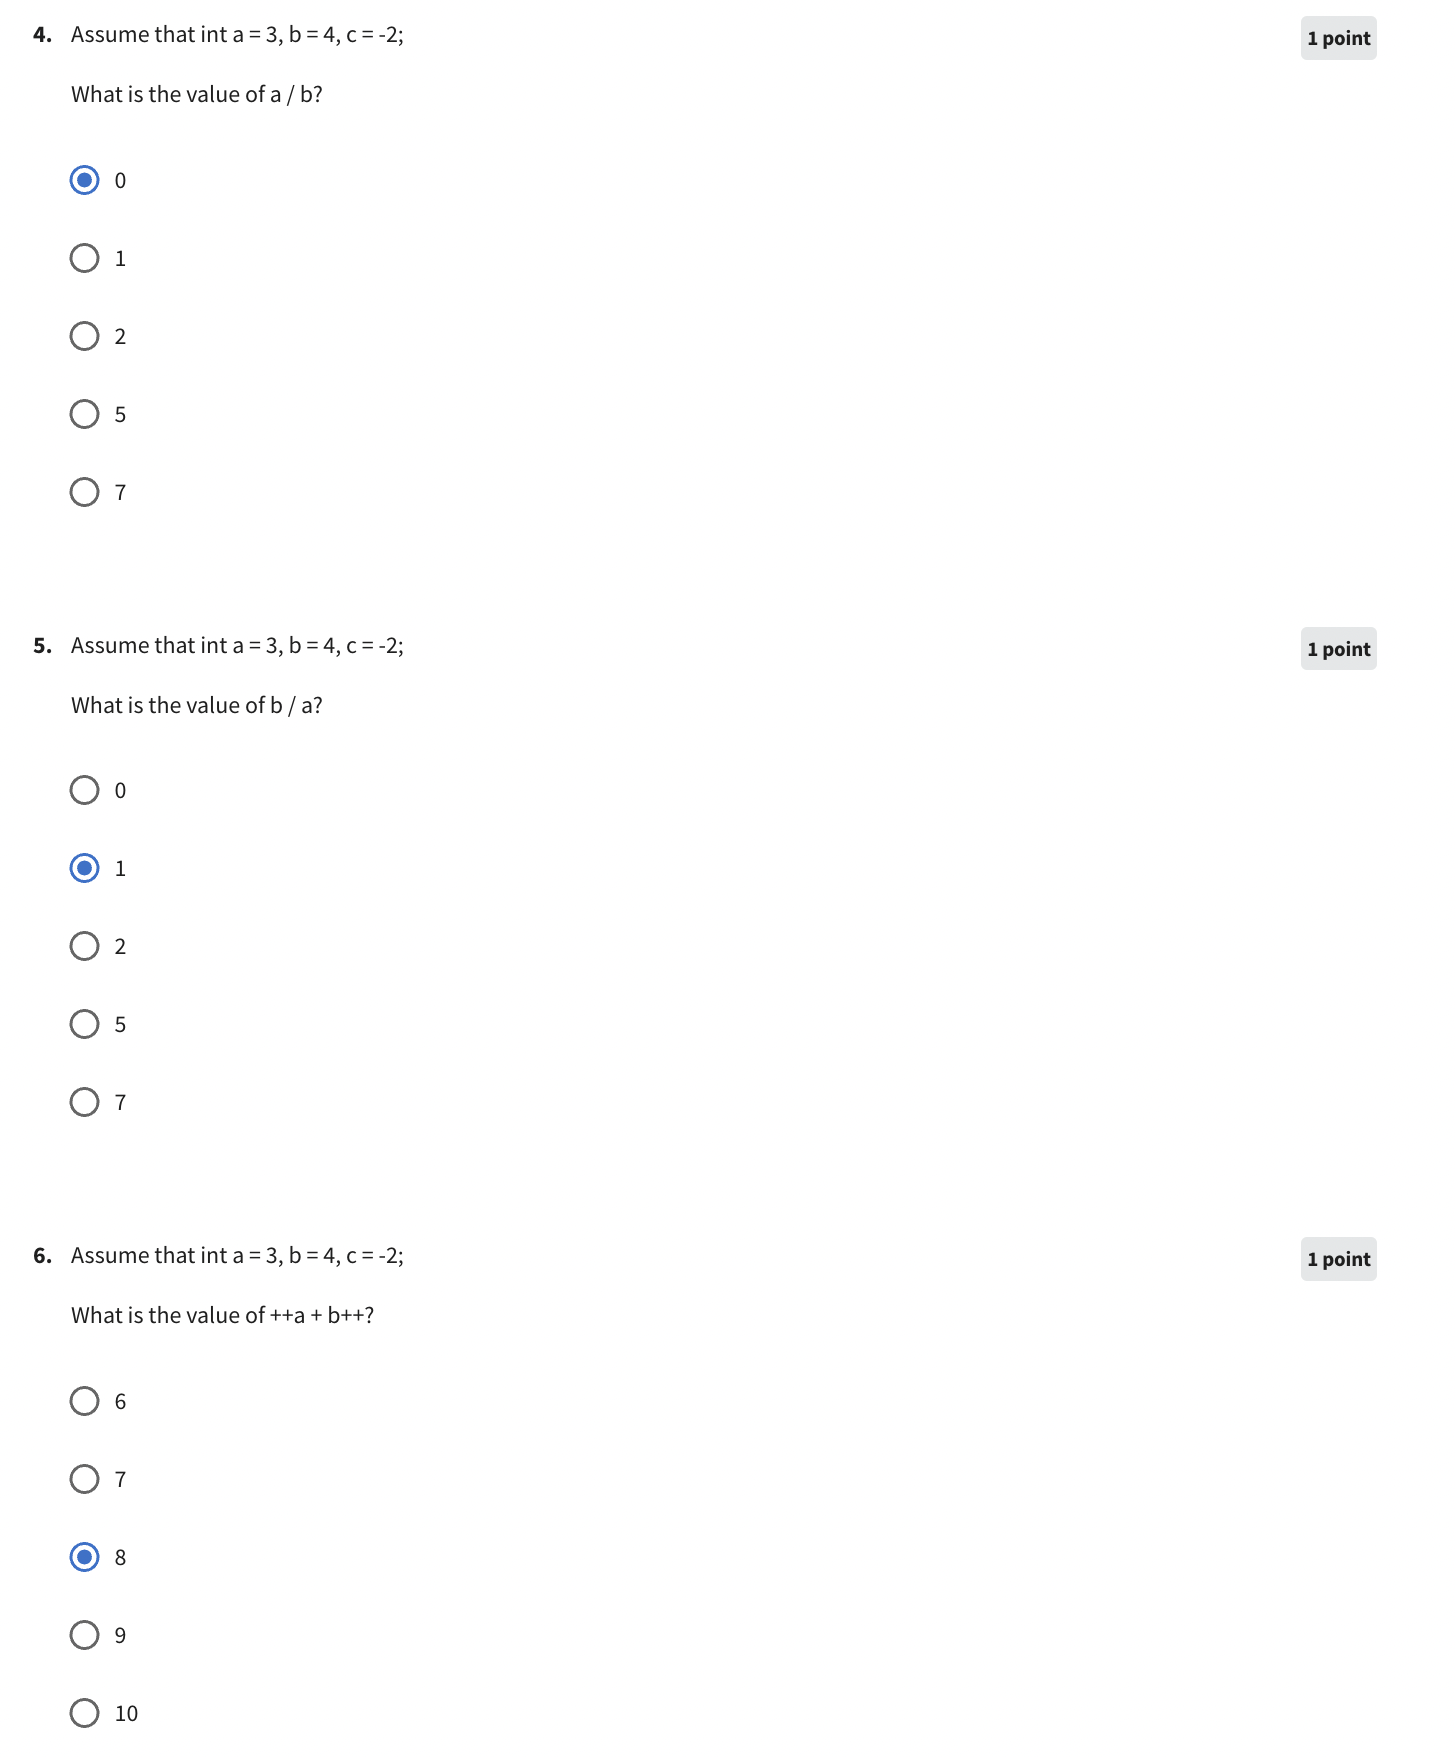 4. Assume that int a = 3, b = 4, c = -2;
1 point
What is the value of a / b?
0
1
2
5
7
5. Assume that int a = 3, b = 4, c = -2;
1 point
What is the value of b / a?
0
1
2
5
7
6. Assume that int a = 3, b = 4, c = -2;
1 point
What is the value of ++a + b++?
6
7
8
9
10